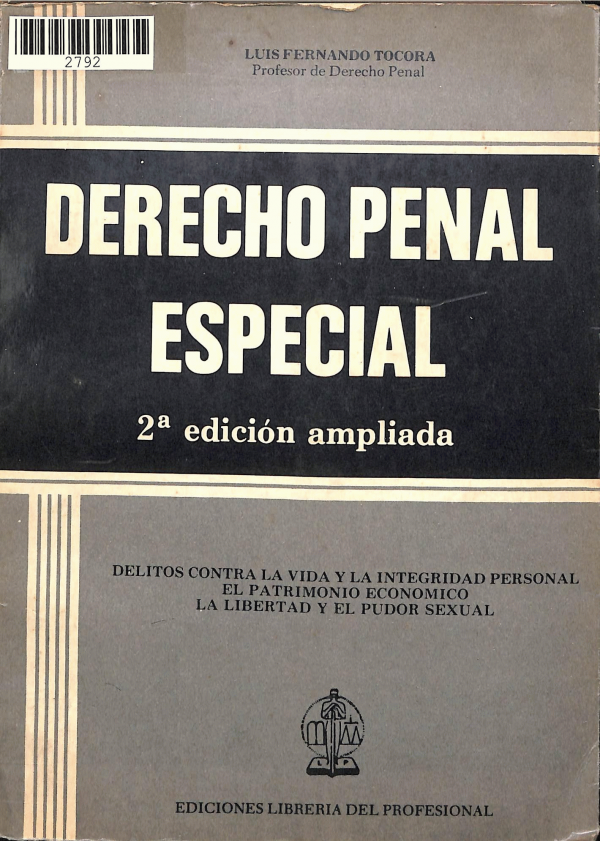 2792
LUIS FERNANDO TOCORA
Profesor de Derecho Penal
DERECHO PENAL
ESPECIAL
2ª edición ampliada
DELITOS CONTRA LA VIDA Y LA INTEGRIDAD PERSONAL
EL PATRIMONIO ECONOMICO
LA LIBERTAD Y EL PUDOR SEXUAL
L P
EDICIONES LIBRERIA DEL PROFESIONAL